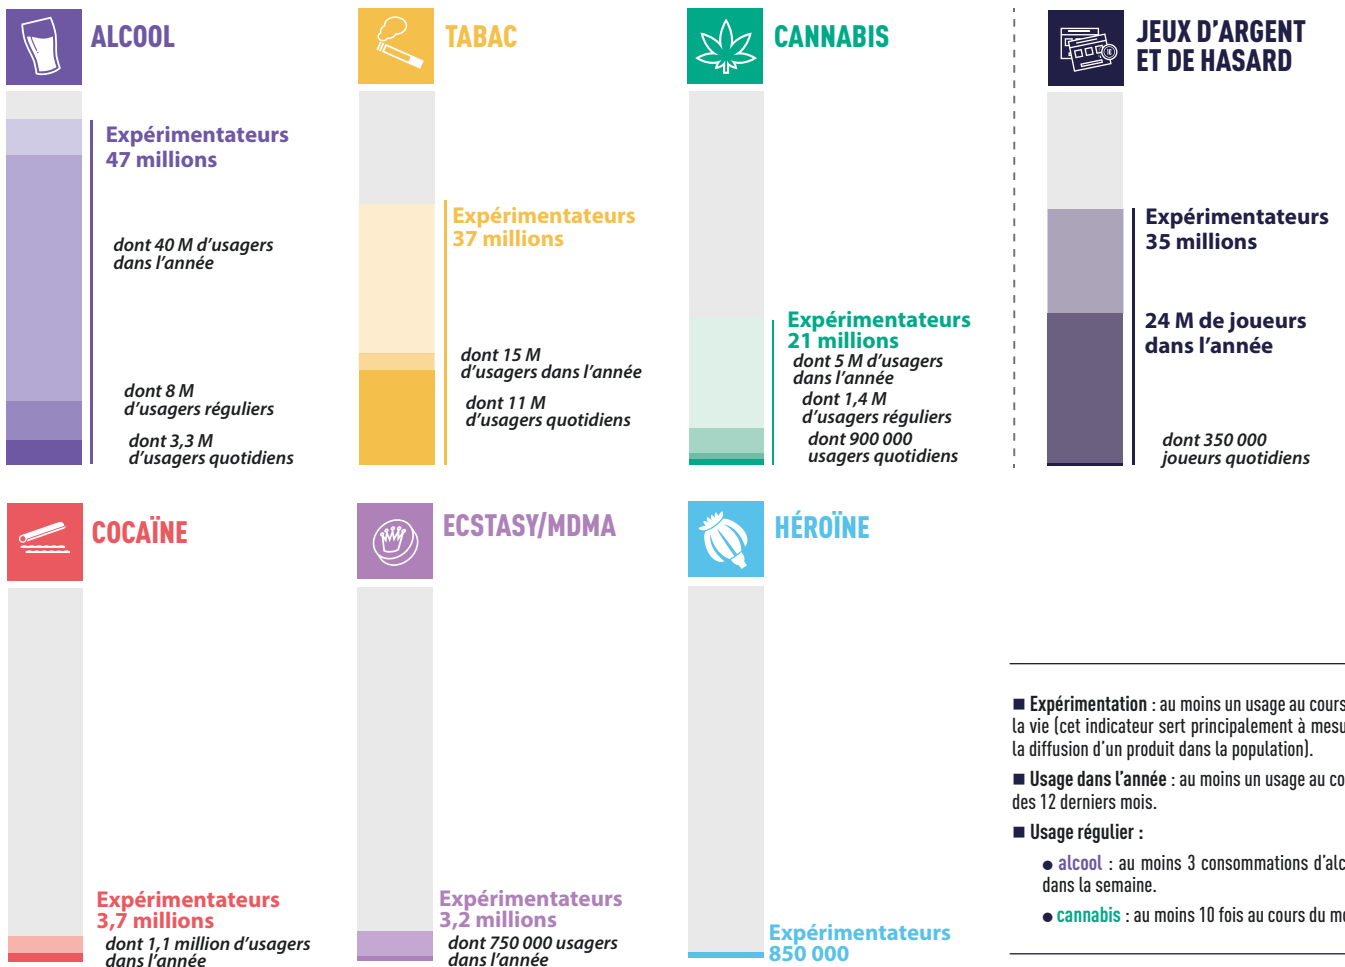 ALCOOL
Expérimentateurs
47 millions
dont 40 M d'usagers
dans l'année
dont 8 M
d'usagers réguliers
dont 3,3 M
d'usagers quotidiens
TABAC
Expérimentateurs
37 millions
dont 15 M
d'usagers dans l'année
dont 11 M
d'usagers quotidiens
CANNABIS
Expérimentateurs
21 millions
dont 5 M d'usagers
dans l'année
dont 1,4 M
d'usagers réguliers
dont 900 000
usagers quotidiens
JEUX D'ARGENT
ET DE HASARD
Expérimentateurs
35 millions
24 M de joueurs
dans l'année
dont 350 000
joueurs quotidiens
COCAÏNE
Expérimentateurs
3,7 millions
dont 1,1 million d'usagers
dans l'année
ECSTASY/MDMA
Expérimentateurs
3,2 millions
dont 750 000 usagers
dans l'année
HÉROÏNE
Expérimentateurs
850 000
■ Expérimentation : au moins un usage au cours
la vie (cet indicateur sert principalement à mesu
la diffusion d'un produit dans la population).
■ Usage dans l'année : au moins un usage au co
des 12 derniers mois.
■ Usage régulier :
● alcool : au moins 3 consommations d'alc
dans la semaine.
● cannabis : au moins 10 fois au cours du mo